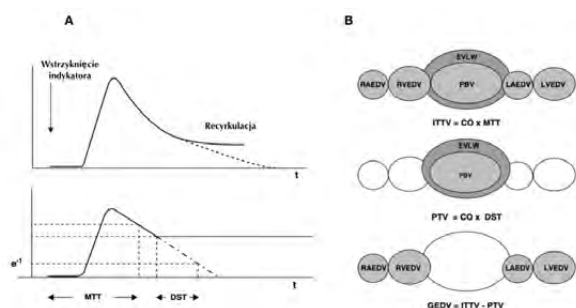 A
Wstrzyknięcie
indykatora
Recyrkulacja
t
e-1
t
MTT
DST
B
EVLW
RAEDV
RVEDV
PBV
LAEDV
LVEDV
ITTV = CO x MTT
EVLW
PBV
PTV = CO x DST
RAEDV
RVEDV
LAEDV
LVEDV
GEDV = ITTV - PTV